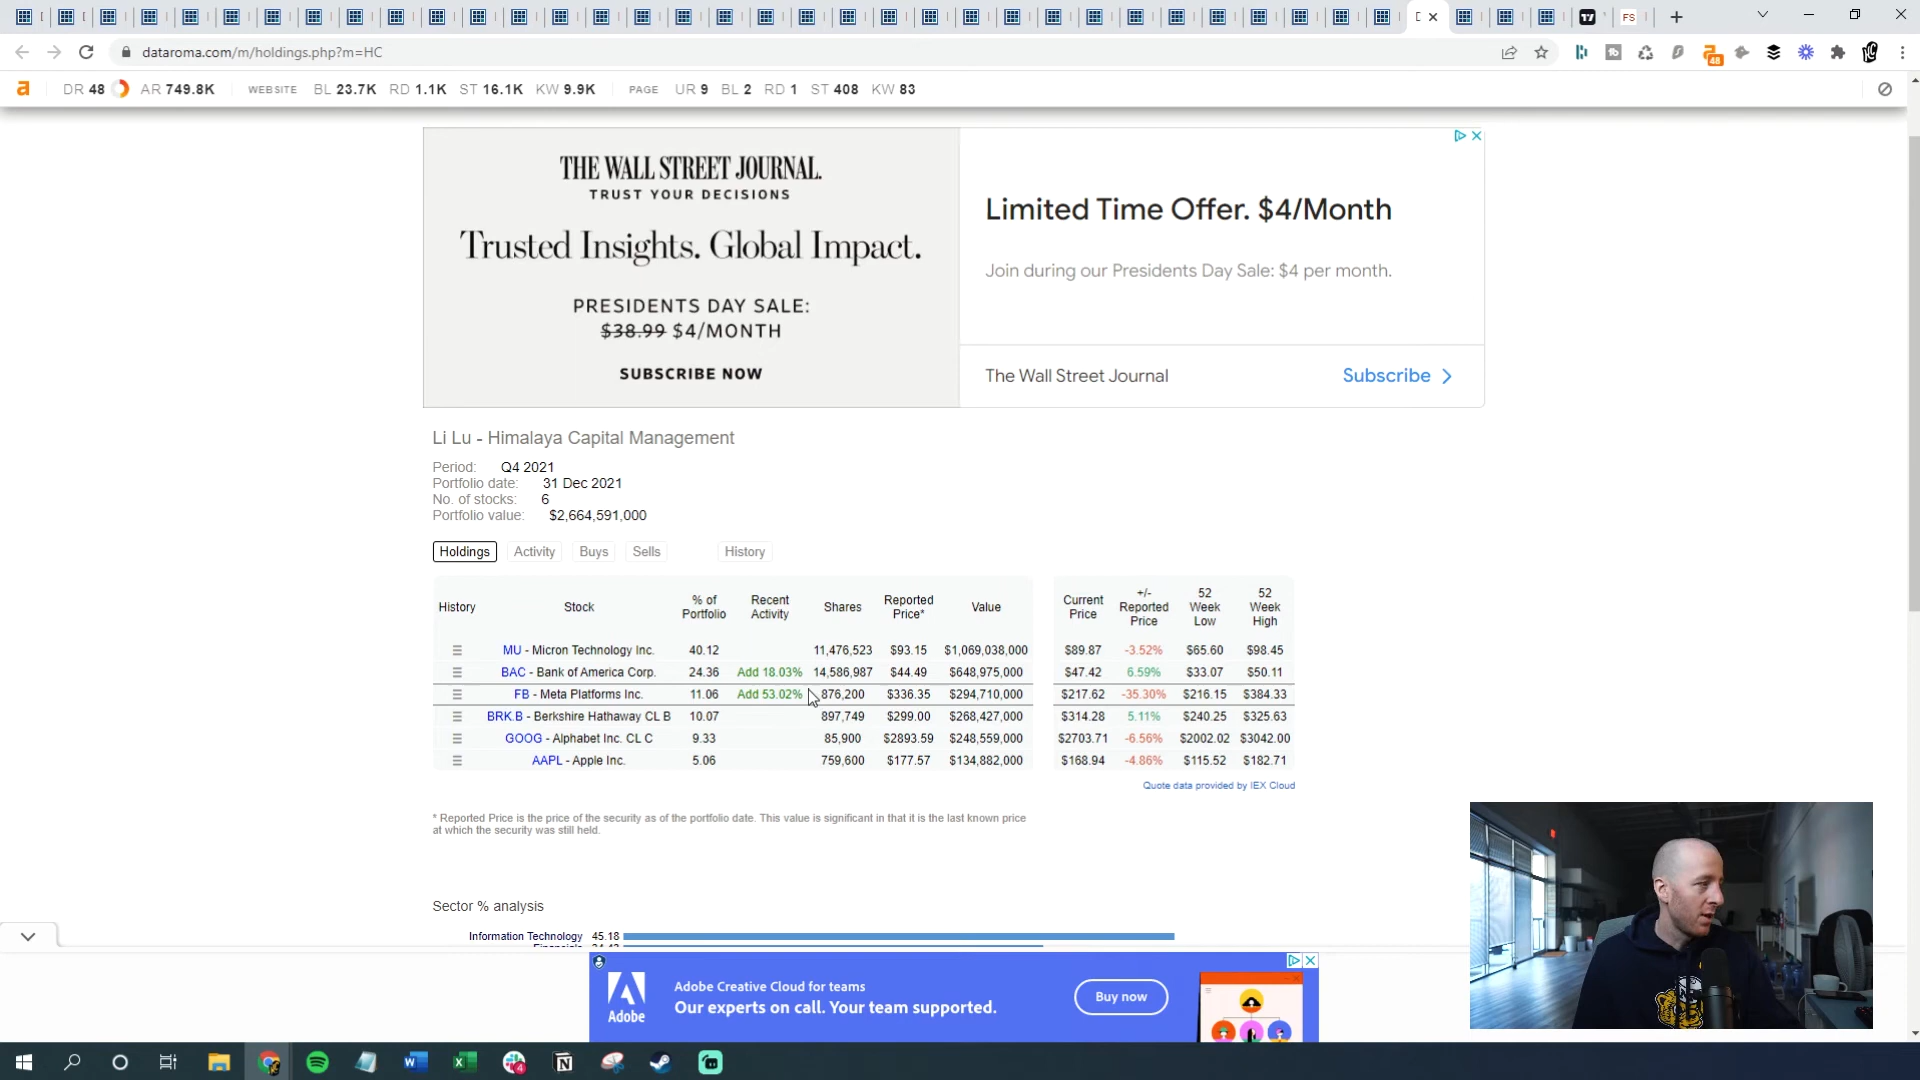 dataroma.com/m/holdings.php?m=HC
48
a DR 48 AR 749.8K WEBSITE BL 23.7K RD 1.1K ST 16.1K KW 9.9K PAGE UR 9 BL 2 RD 1 ST 408 KW 83
THE WALL STREET JOURNAL.
TRUST YOUR DECISIONS
Trusted Insights. Global Impact.
PRESIDENTS DAY SALE:
$38.99 $4/MONTH
SUBSCRIBE NOW
Limited Time Offer. $4/Month
Join during our Presidents Day Sale: $4 per month.
The Wall Street Journal Subscribe
Li Lu - Himalaya Capital Management
Period: Q4 2021
Portfolio date: 31 Dec 2021
No. of stocks: 6
Portfolio value: $2,664,591,000
Holdings Activity Buys Sells History
History Stock % of Portfolio Recent Activity Shares Reported Price* Value Current Price +/- Reported Price 52 Week Low 52 Week High
MU - Micron Technology Inc. 40.12 11,476,523 $93.15 $1,069,038,000 $89.87 -3.52% $65.60 $98.45
BAC - Bank of America Corp. 24.36 Add 18.03% 14,586,987 $44.49 $648,975,000 $47.42 6.59% $33.07 $50.11
FB - Meta Platforms Inc. 11.06 Add 53.02% 876,200 $336.35 $294,710,000 $217.62 -35.30% $216.15 $384.33
BRK.B - Berkshire Hathaway CL B 10.07 897,749 $299.00 $268,427,000 $314.28 5.11% $240.25 $325.63
GOOG - Alphabet Inc. CL C 9.33 85,900 $2893.59 $248,559,000 $2703.71 -6.56% $2002.02 $3042.00
AAPL - Apple Inc. 5.06 759,600 $177.57 $134,882,000 $168.94 -4.86% $115.52 $182.71
Quote data provided by IEX Cloud
* Reported Price is the price of the security as of the portfolio date. This value is significant in that it is the last known price
at which the security was still held.
Sector % analysis
Information Technology 45.18
Adobe
Adobe Creative Cloud for teams
Our experts on call. Your team supported.
Buy now